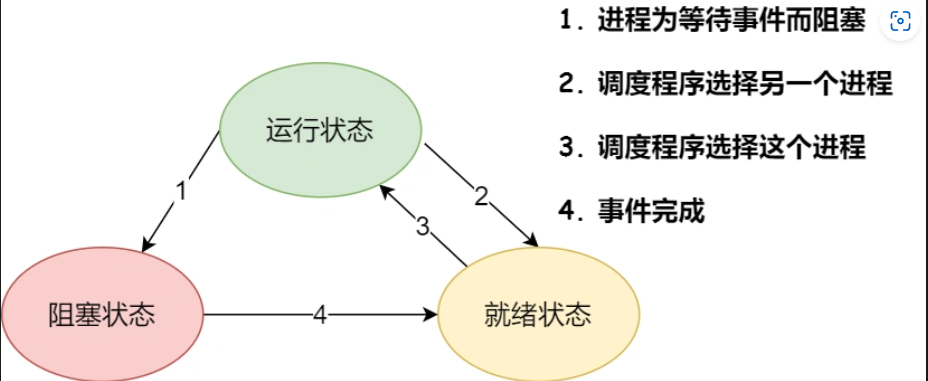 1. 进程为等待事件而阻塞
2. 调度程序选择另一个进程
3. 调度程序选择这个进程
4. 事件完成
运行状态
1
2
3
阻塞状态
4
就绪状态